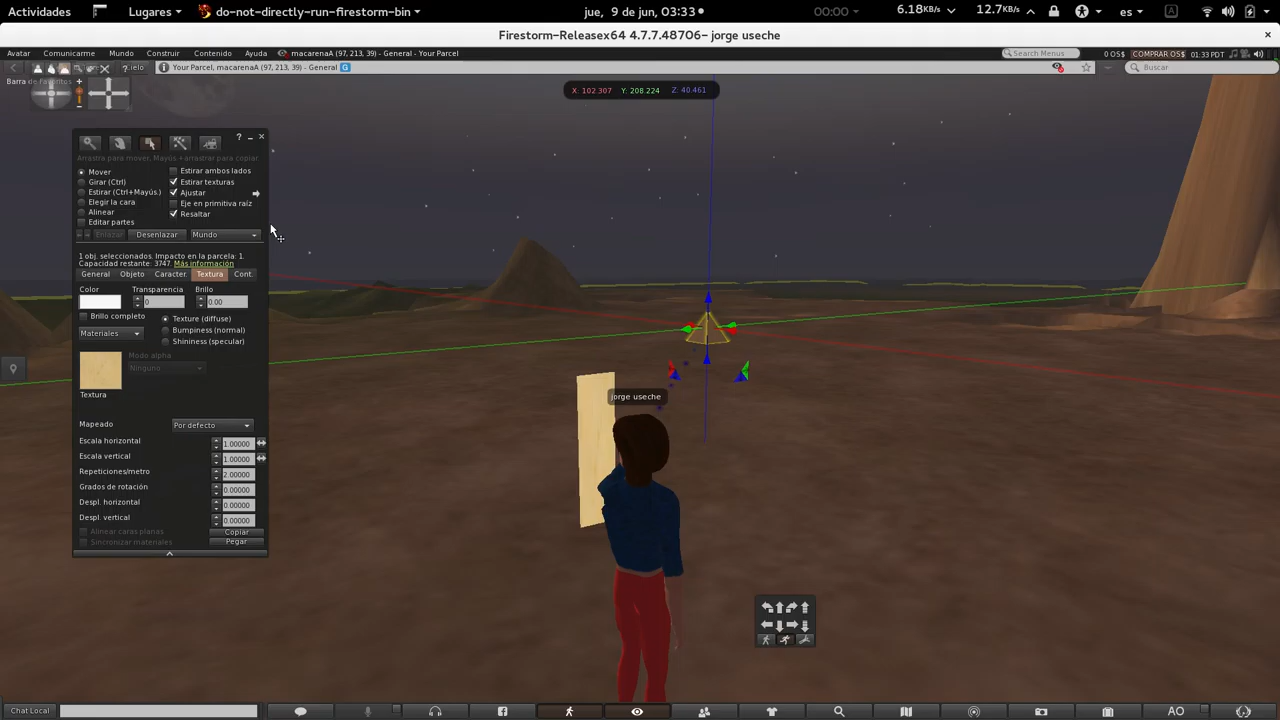 Actividades
Lugares
do-not-directly-run-firestorm-bin
jue, 9 de jun, 03:33
00:00
6.18KB/s
12.7KB/s
es
Firestorm-Releasex64 4.7.7.48706- jorge useche
×
Avatar Comunicarme Mundo Construir Contenido Ayuda
macarenaA (97, 213, 39) - General - Your Parcel
Search Menus
0 OS$
COMPRAR OS$
01:33 PDT
Cielo
Your Parcel, macarenaA (97, 213, 39) - General
G
Buscar
Barra de favoritos
X: 102.307 Y: 208.224 Z: 40.461
Arrastra para mover, Mayús.+arrastrar para copiar.
Mover
Girar (Ctrl)
Estirar (Ctrl+Mayús.)
Elegir la cara
Alinear
Editar partes
Estirar ambos lados
Estirar texturas
Ajustar
Eje en primitiva raíz
Resaltar
Enlazar
Desenlazar
Mundo
1 obj. seleccionados. Impacto en la parcela: 1.
Capacidad restante: 3747. Más información
General Objeto Caracter. Textura Cont.
Color
Transparencia
Brillo
0
0.00
Brillo completo
Texture (diffuse)
Bumpiness (normal)
Shininess (specular)
Materiales
Modo alpha
Ninguno
Textura
Mapeado
Por defecto
Escala horizontal 1.00000
Escala vertical 1.00000
Repeticiones/metro 2.00000
Grados de rotación 0.00000
Despl. horizontal 0.00000
Despl. vertical 0.00000
Alinear caras planas
Copiar
Sincronizar materiales
Pegar
jorge useche
Chat Local
AO